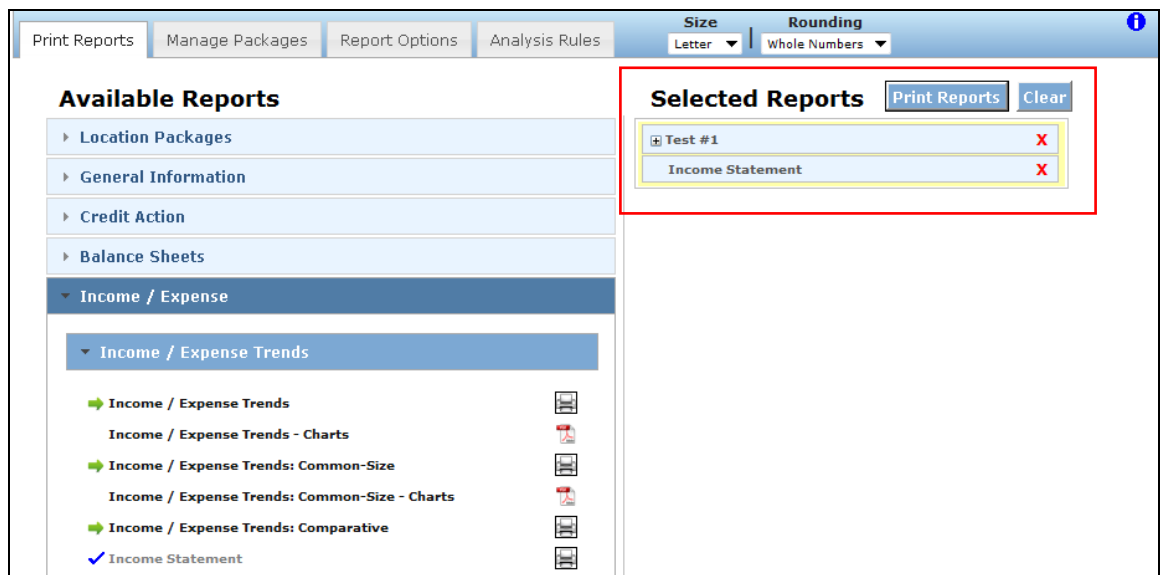 Print Reports
Manage Packages
Report Options
Analysis Rules
Size
Rounding
Letter
Whole Numbers
Available Reports
Location Packages
General Information
Credit Action
Balance Sheets
Income / Expense
Income / Expense Trends
Income / Expense Trends
Income / Expense Trends - Charts
Income / Expense Trends: Common-Size
Income / Expense Trends: Common-Size - Charts
Income / Expense Trends: Comparative
Income Statement
Selected Reports
Print Reports
Clear
Test #1
X
Income Statement
X